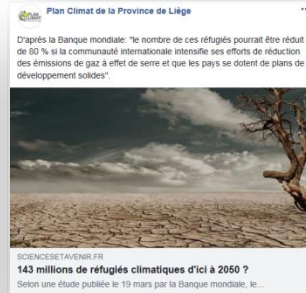 Plan Climat de la Province de Liège
D'après la Banque mondiale: "le nombre de ces réfugiés pourrait être réduit
de 80 % si la communauté internationale intensifie ses efforts de réduction
des émissions de gaz à effet de serre et que les pays se dotent de plans de
développement solides".
SCIENCESETAVENIR.FR
143 millions de réfugiés climatiques d'ici à 2050 ?
Selon une étude publiée le 19 mars par la Banque mondiale, le...